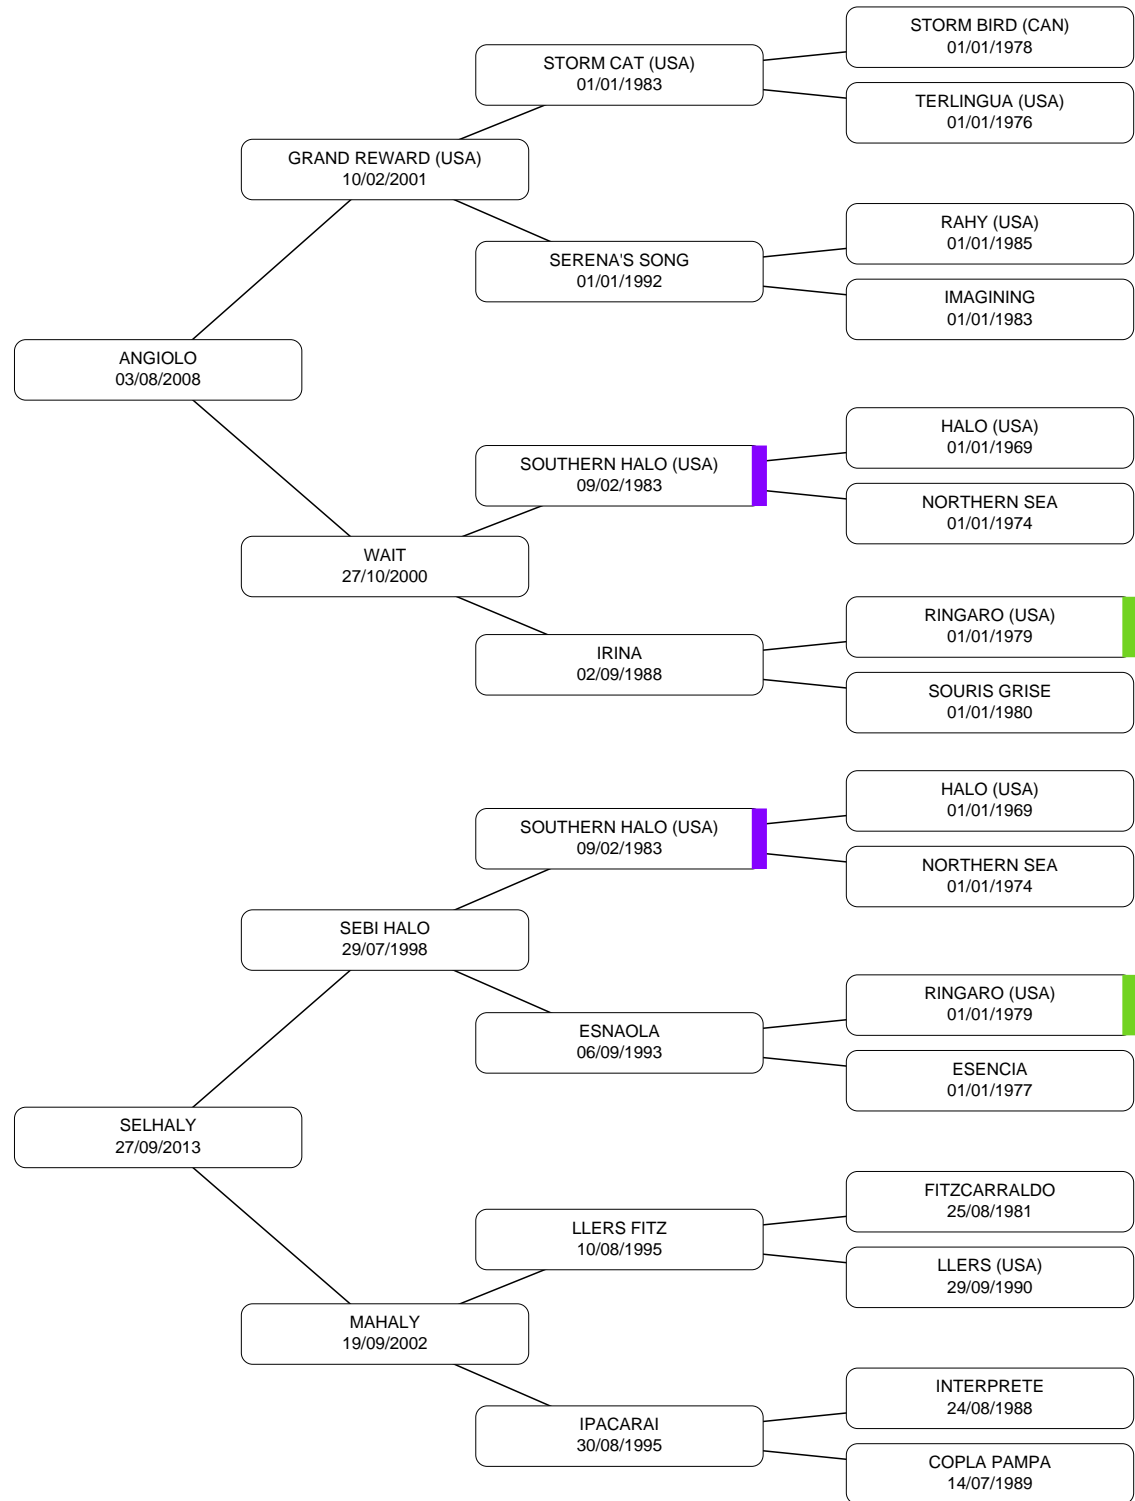 STORM BIRD (CAN)
01/01/1978
STORM CAT (USA)
01/01/1983
TERLINGUA (USA)
01/01/1976
GRAND REWARD (USA)
10/02/2001
RAHY (USA)
01/01/1985
SERENA'S SONG
01/01/1992
IMAGINING
01/01/1983
ANGIOLO
03/08/2008
HALO (USA)
01/01/1969
SOUTHERN HALO (USA)
09/02/1983
NORTHERN SEA
01/01/1974
WAIT
27/10/2000
RINGARO (USA)
01/01/1979
IRINA
02/09/1988
SOURIS GRISE
01/01/1980
HALO (USA)
01/01/1969
SOUTHERN HALO (USA)
09/02/1983
NORTHERN SEA
01/01/1974
SEBI HALO
29/07/1998
RINGARO (USA)
01/01/1979
ESNAOLA
06/09/1993
ESENCIA
01/01/1977
SELHALY
27/09/2013
FITZCARRALDO
25/08/1981
LLERS FITZ
10/08/1995
LLERS (USA)
29/09/1990
MAHALY
19/09/2002
INTERPRETE
24/08/1988
IPACARAI
30/08/1995
COPLA PAMPA
14/07/1989